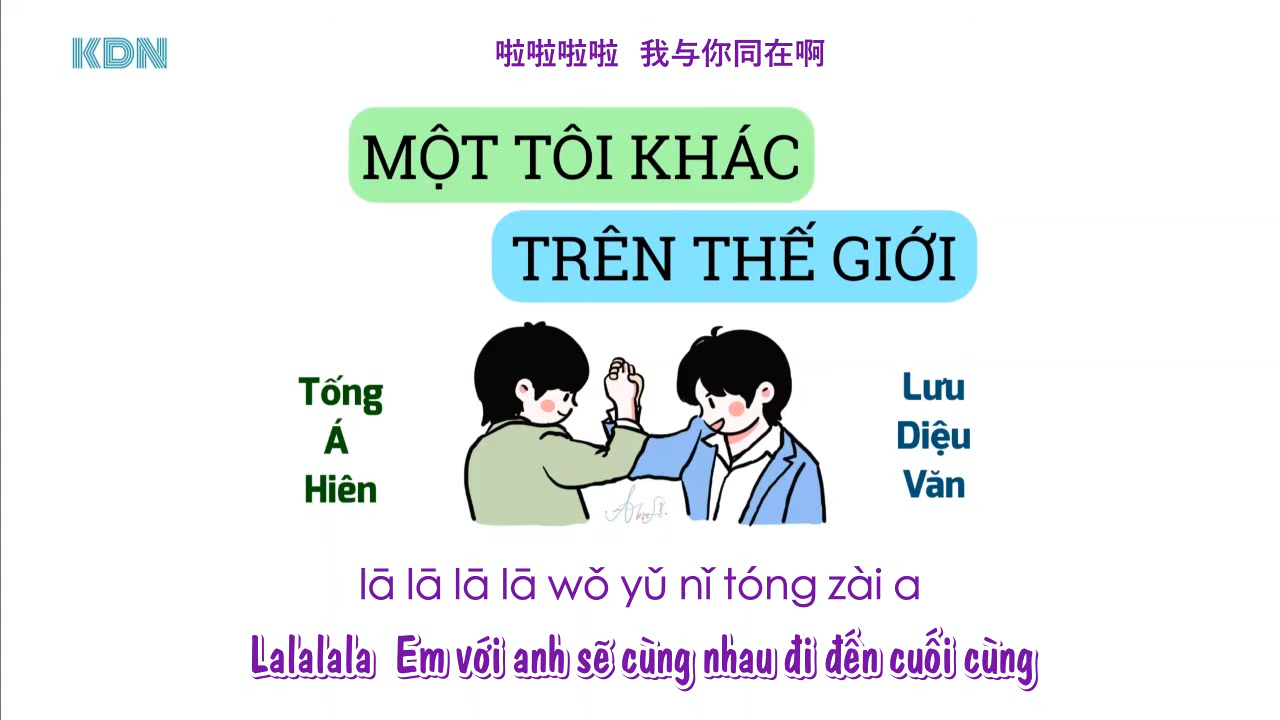 KDN
啦啦啦啦 我与你同在啊
MỘT TÔI KHÁC
TRÊN THẾ GIỚI
Tống
Á
Hiên
Lưu
Diệu
Văn
lā lā lā lā wǒ yǔ nǐ tóng zài a
Lalalala Em với anh sẽ cùng nhau đi đến cuối cùng